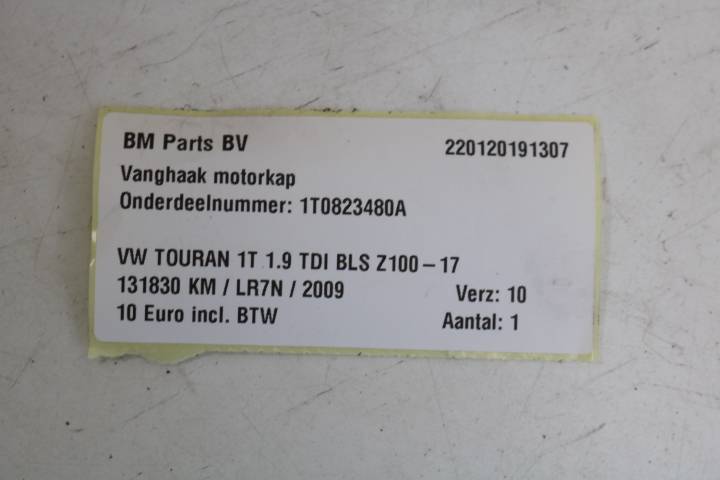 BM Parts BV 220120191307
Vanghaak motorkap
Onderdeelnummer: 1T0823480A
VW TOURAN 1T 1.9 TDI BLS Z100-17
131830 KM / LR7N / 2009 Verz: 10
10 Euro incl. BTW Aantal: 1